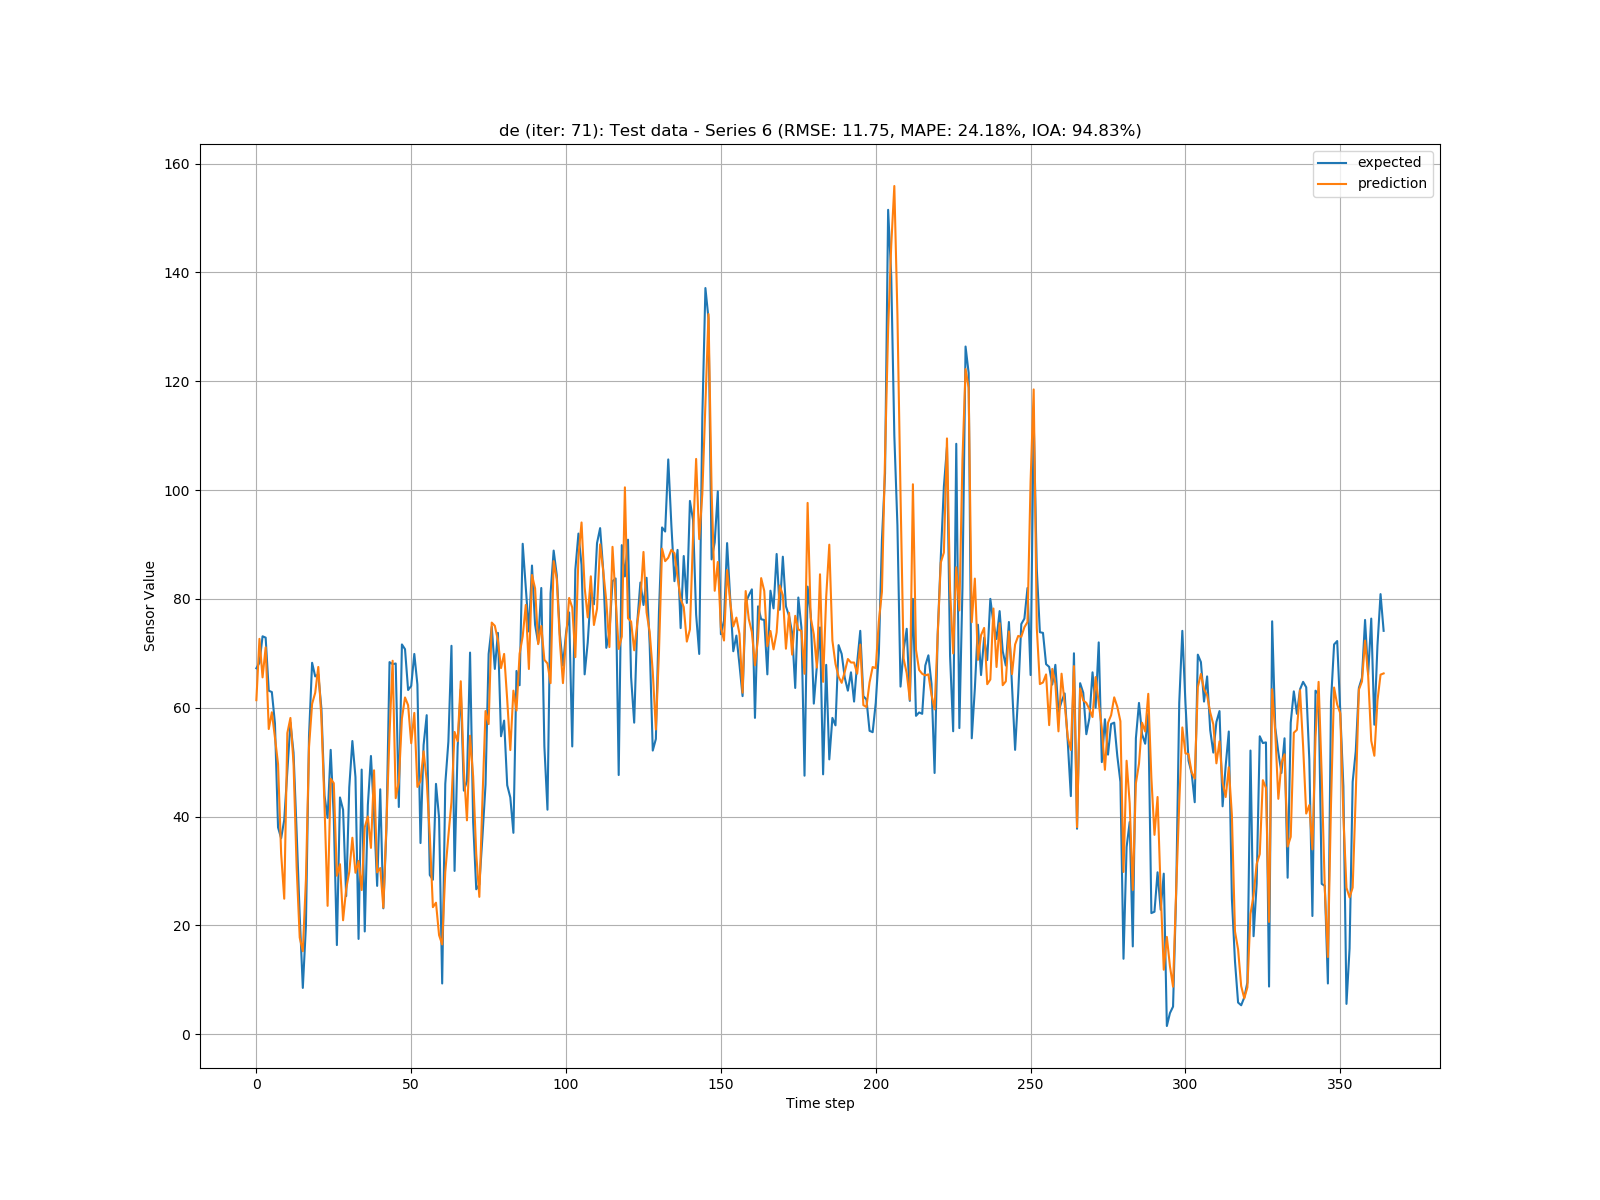 de (iter: 71): Test data - Series 6 (RMSE: 11.75, MAPE: 24.18%, IOA: 94.83%)
expected
prediction
160
140
120
100
80
60
40
20
0
Sensor Value
0 50 100 150 200 250 300 350
Time step